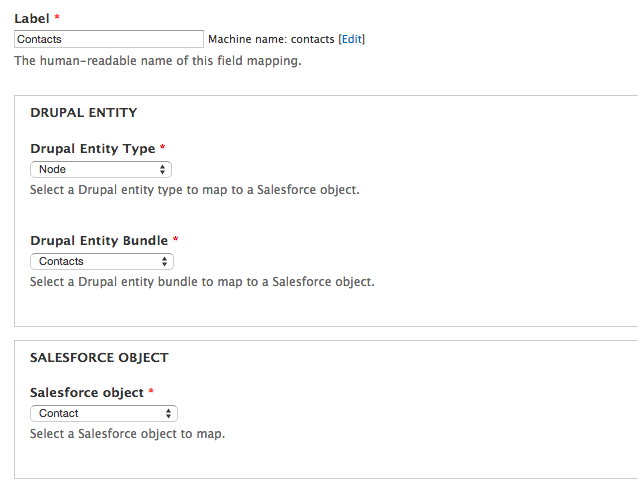 Label *
Contacts Machine name: contacts [Edit]
The human-readable name of this field mapping.
DRUPAL ENTITY
Drupal Entity Type *
Node
Select a Drupal entity type to map to a Salesforce object.
Drupal Entity Bundle *
Contacts
Select a Drupal entity bundle to map to a Salesforce object.
SALESFORCE OBJECT
Salesforce object *
Contact
Select a Salesforce object to map.